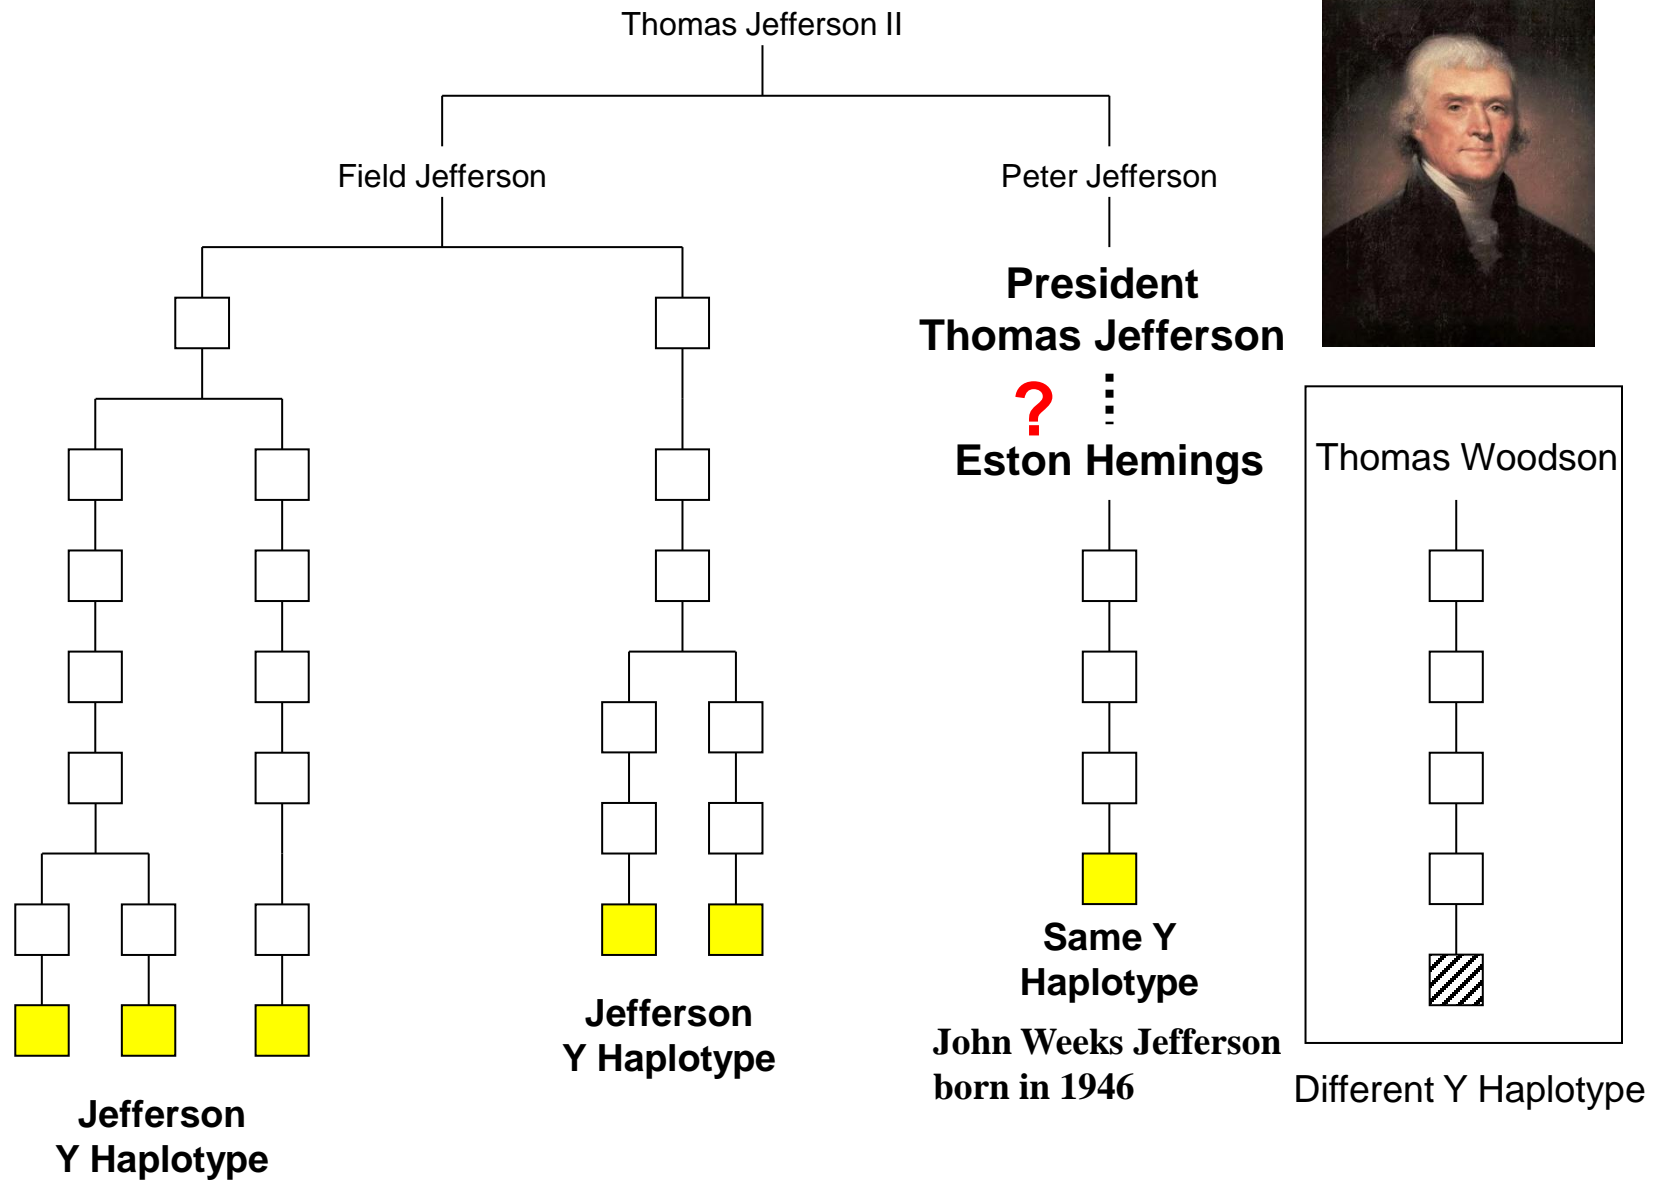 Thomas Jefferson II
Field Jefferson
Peter Jefferson
President
Thomas Jefferson
?
Eston Hemings
Thomas Woodson
Same Y
Haplotype
John Weeks Jefferson
born in 1946
Different Y Haplotype
Jefferson
Y Haplotype
Jefferson
Y Haplotype